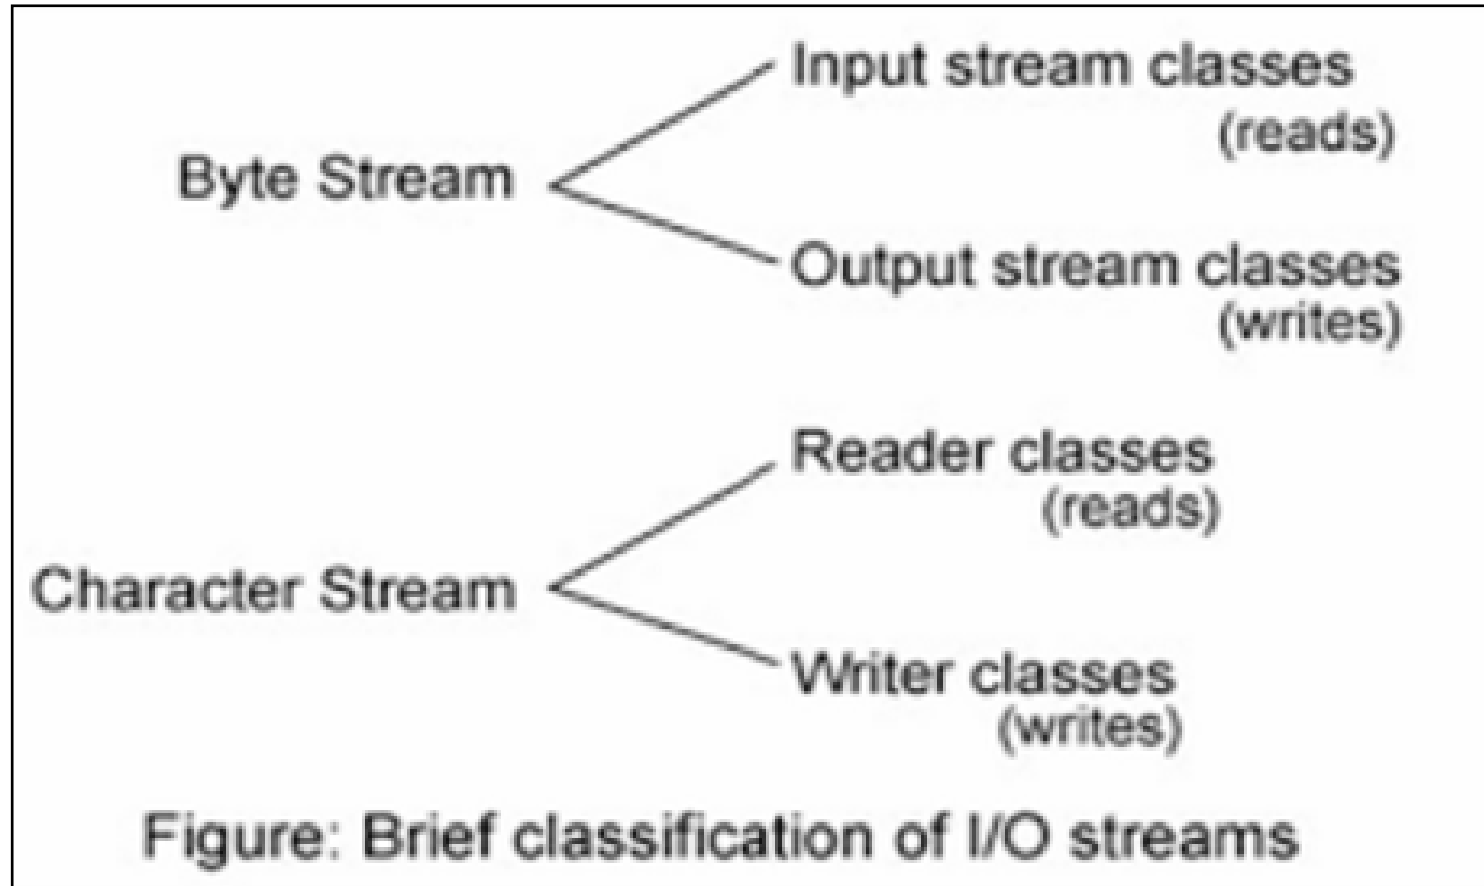 Input stream classes
(reads)
Byte Stream
Output stream classes
(writes)
Reader classes
(reads)
Character Stream
Writer classes
(writes)
Figure: Brief classification of I/O streams